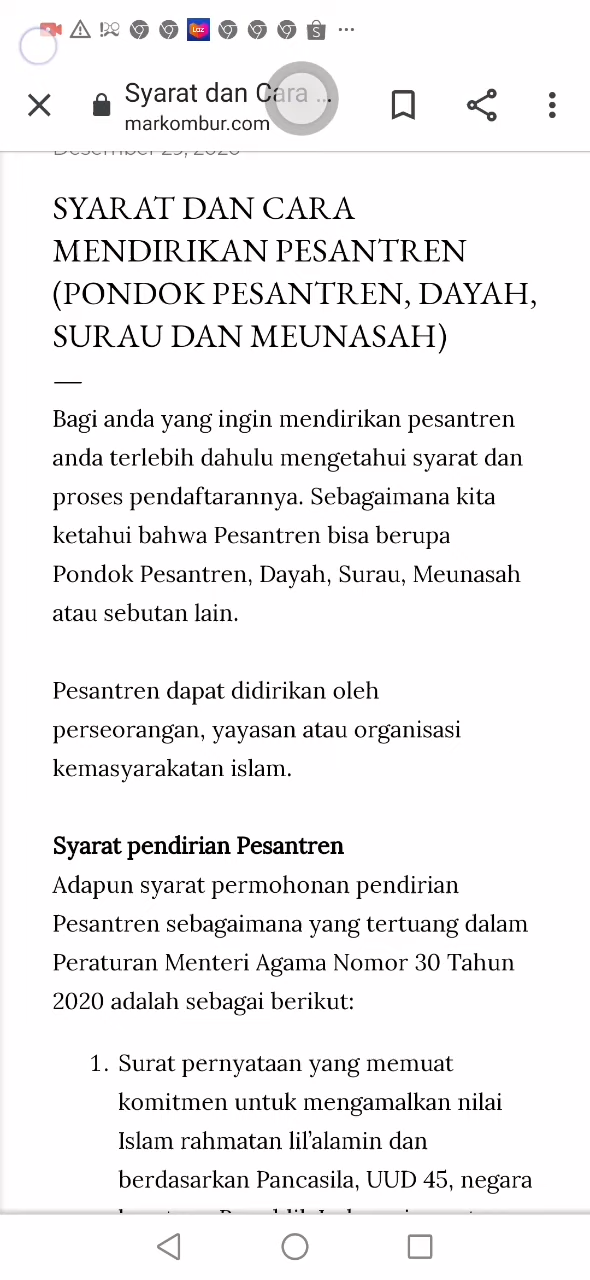 Syarat dan Cara ...
markombur.com
Desember 29, 2020
SYARAT DAN CARA
MENDIRIKAN PESANTREN
(PONDOK PESANTREN, DAYAH,
SURAU DAN MEUNASAH)
Bagi anda yang ingin mendirikan pesantren
anda terlebih dahulu mengetahui syarat dan
proses pendaftarannya. Sebagaimana kita
ketahui bahwa Pesantren bisa berupa
Pondok Pesantren, Dayah, Surau, Meunasah
atau sebutan lain.
Pesantren dapat didirikan oleh
perseorangan, yayasan atau organisasi
kemasyarakatan islam.
Syarat pendirian Pesantren
Adapun syarat permohonan pendirian
Pesantren sebagaimana yang tertuang dalam
Peraturan Menteri Agama Nomor 30 Tahun
2020 adalah sebagai berikut:
1. Surat pernyataan yang memuat
komitmen untuk mengamalkan nilai
Islam rahmatan lil’alamin dan
berdasarkan Pancasila, UUD 45, negara